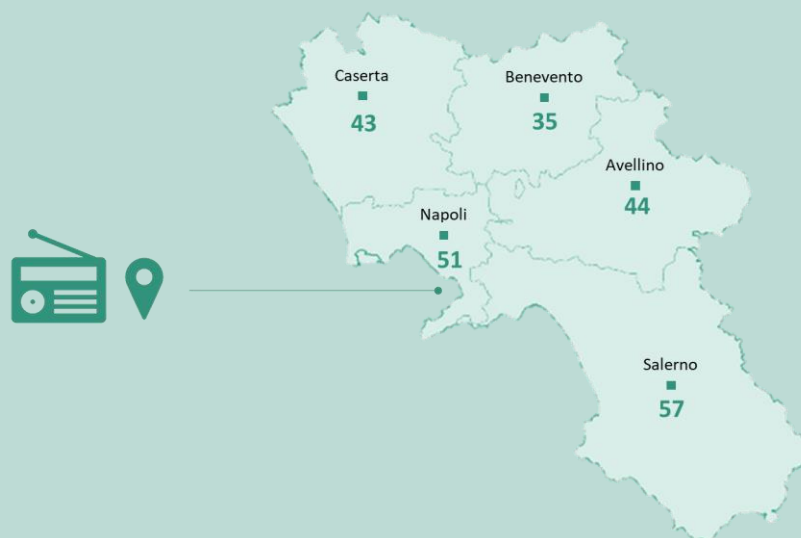 Caserta
43
Benevento
35
Avellino
44
Napoli
51
Salerno
57